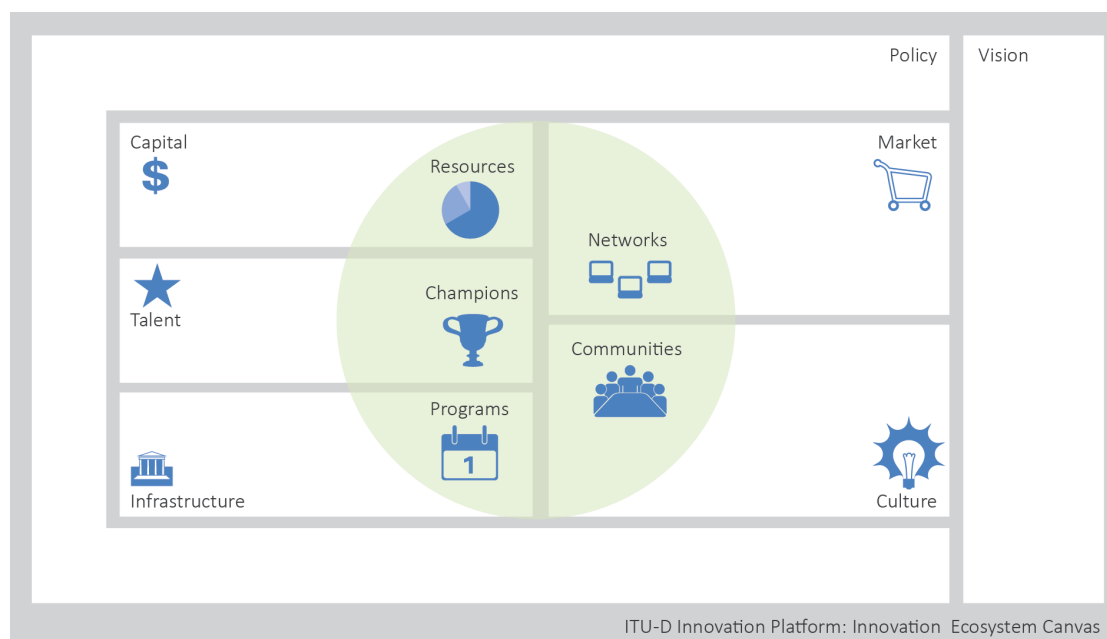 Policy
Vision
Capital
$
Resources
Market
Networks
Talent
Champions
Communities
Programs
1
Infrastructure
Culture
ITU-D Innovation Platform: Innovation Ecosystem Canvas